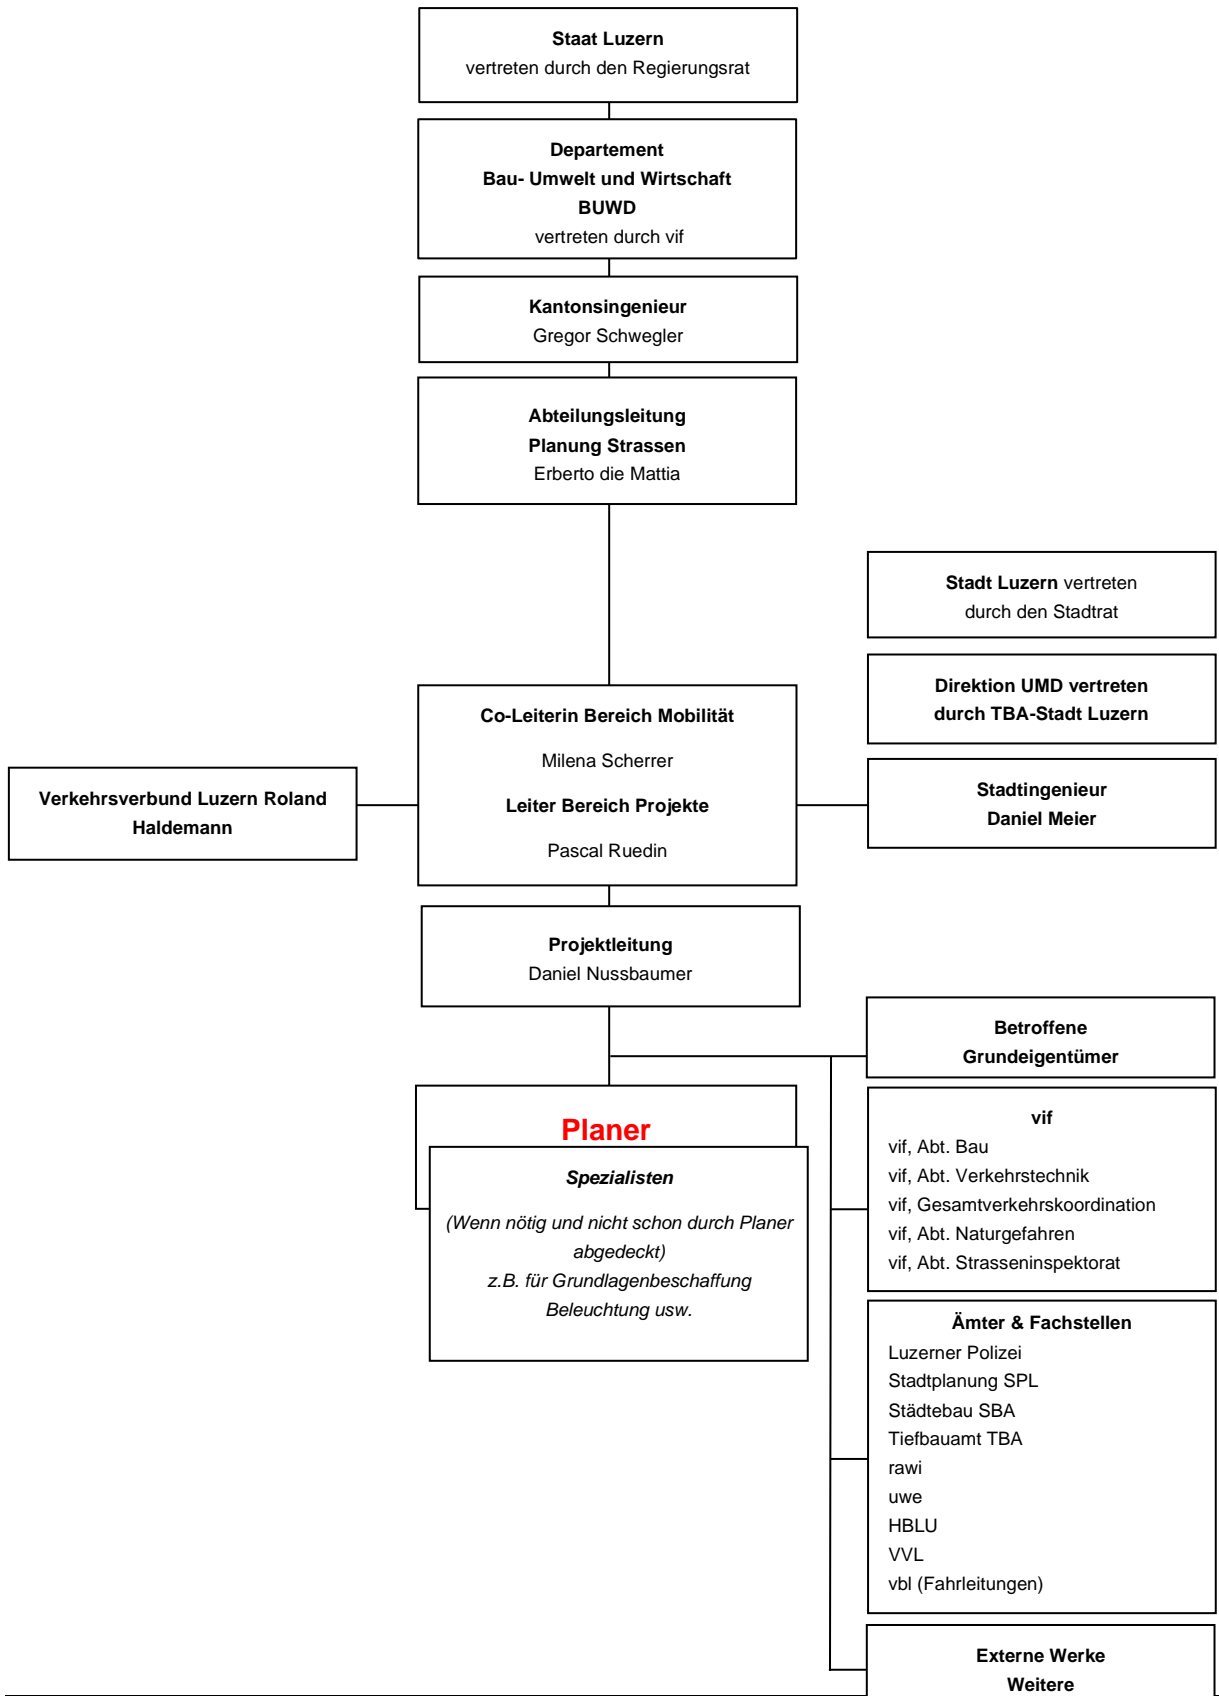 Staat Luzern
vertreten durch den Regierungsrat
Departement
Bau- Umwelt und Wirtschaft
BUWD
vertreten durch vif
Kantonsingenieur
Gregor Schwegler
Abteilungsleitung
Planung Strassen
Erberto die Mattia
Stadt Luzern vertreten
durch den Stadtrat
Direktion UMD vertreten
durch TBA-Stadt Luzern
Co-Leiterin Bereich Mobilität
Milena Scherrer
Leiter Bereich Projekte
Pascal Ruedin
Verkehrsverbund Luzern Roland
Haldemann
Stadtingenieur
Daniel Meier
Projektleitung
Daniel Nussbaumer
Betroffene
Grundeigentümer
Planer
Spezialisten
(Wenn nötig und nicht schon durch Planer
abgedeckt)
z.B. für Grundlagenbeschaffung
Beleuchtung usw.
vif
vif, Abt. Bau
vif, Abt. Verkehrstechnik
vif, Gesamtverkehrskoordination
vif, Abt. Naturgefahren
vif, Abt. Strasseninspektorat
Ämter & Fachstellen
Luzerner Polizei
Stadtplanung SPL
Städtebau SBA
Tiefbauamt TBA
rawi
uwe
HBLU
VVL
vbl (Fahrleitungen)
Externe Werke
Weitere